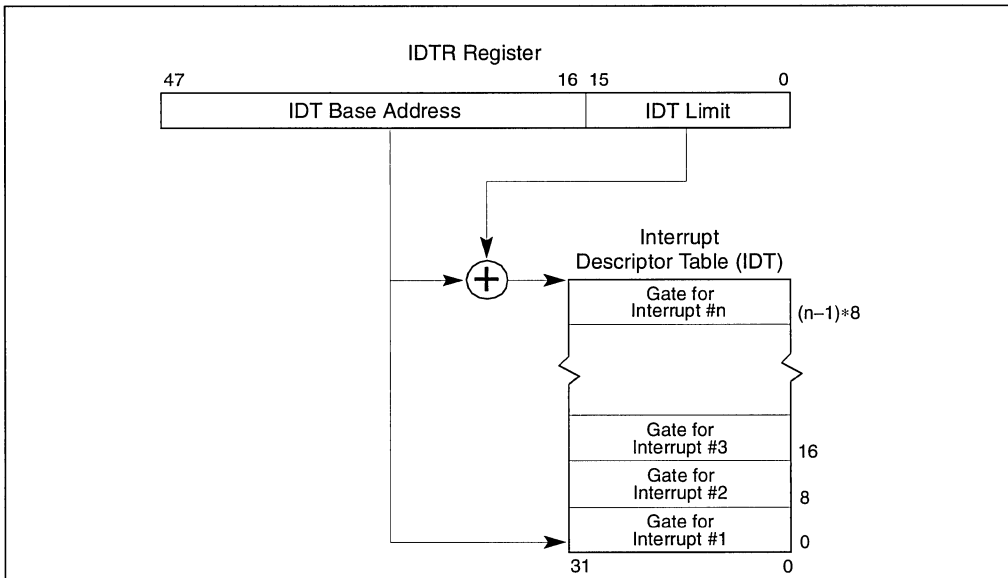 IDTR Register
47 16 15 0
IDT Base Address IDT Limit
+
Interrupt
Descriptor Table (IDT)
Gate for
Interrupt #n
(n–1)*8
Gate for
Interrupt #3
16
Gate for
Interrupt #2
8
Gate for
Interrupt #1
0
31 0